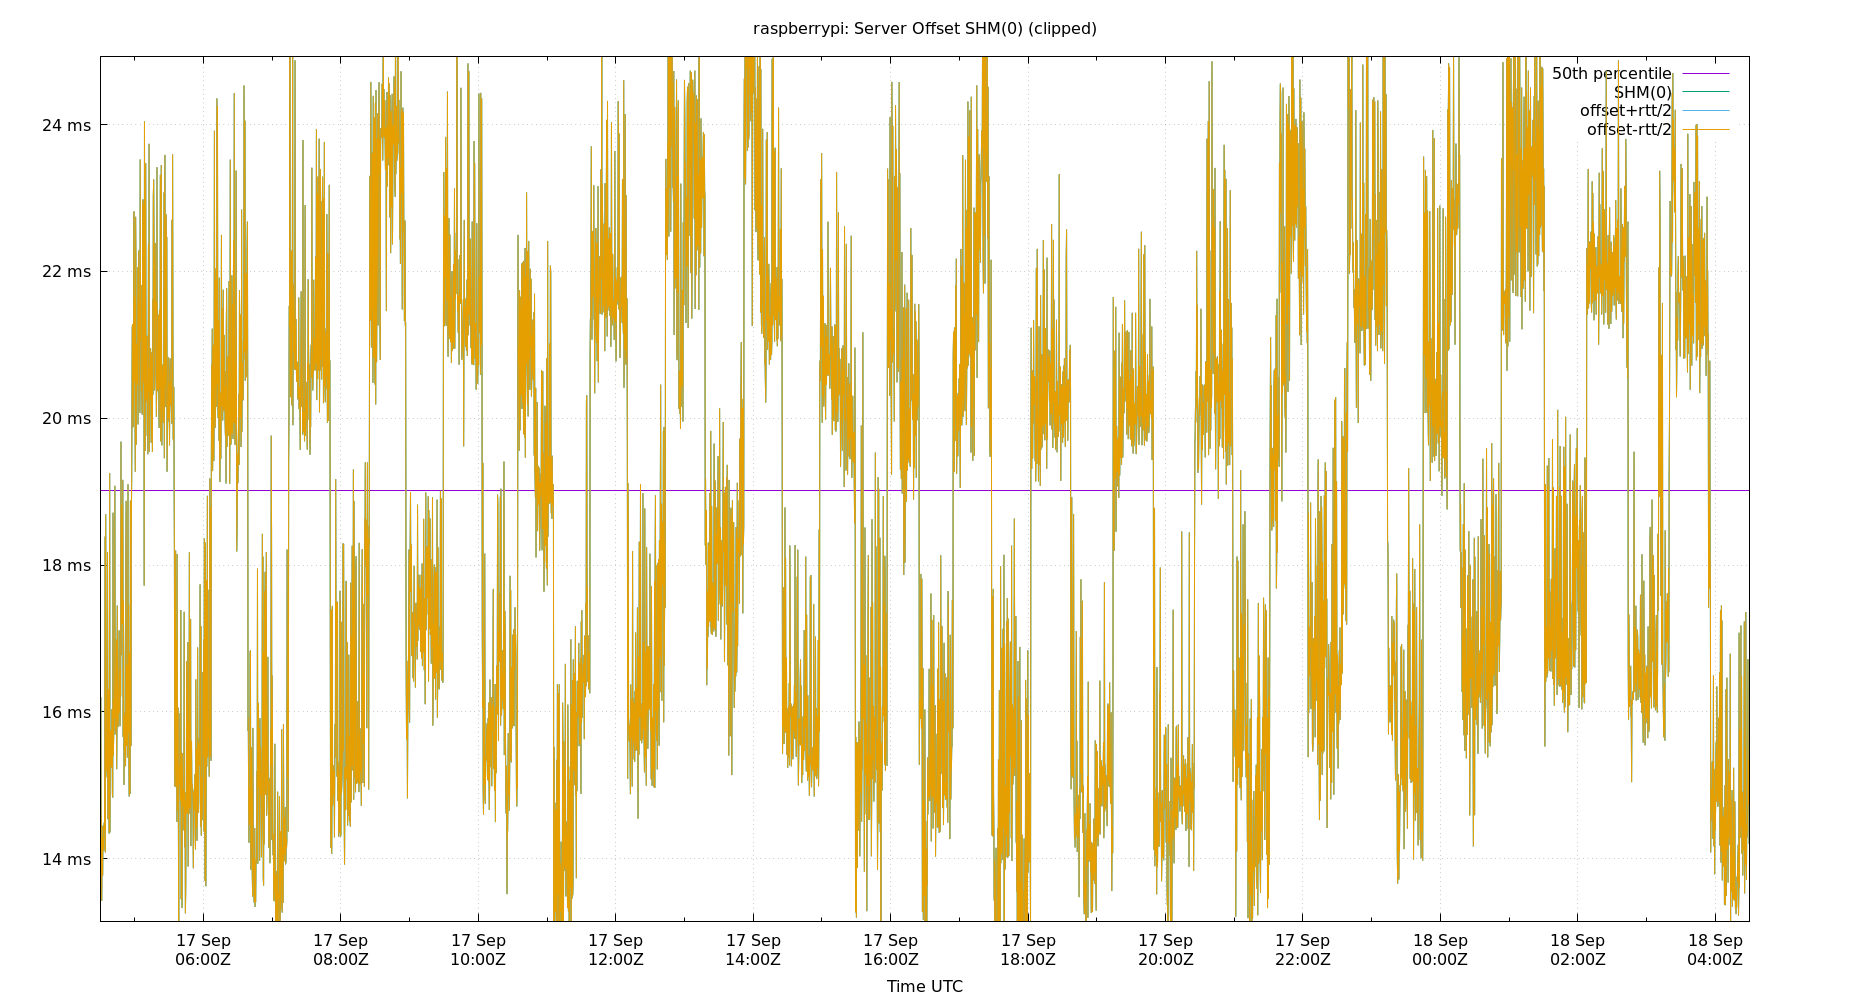 raspberrypi: Server Offset SHM(0) (clipped)
50th percentile
SHM(0)
offset+rtt/2
offset-rtt/2
24 ms
22 ms
20 ms
18 ms
16 ms
14 ms
17 Sep 17 Sep 17 Sep 17 Sep 17 Sep 17 Sep 17 Sep 17 Sep 17 Sep 18 Sep 18 Sep 18 Sep
06:00Z 08:00Z 10:00Z 12:00Z 14:00Z 16:00Z 18:00Z 20:00Z 22:00Z 00:00Z 02:00Z 04:00Z
Time UTC